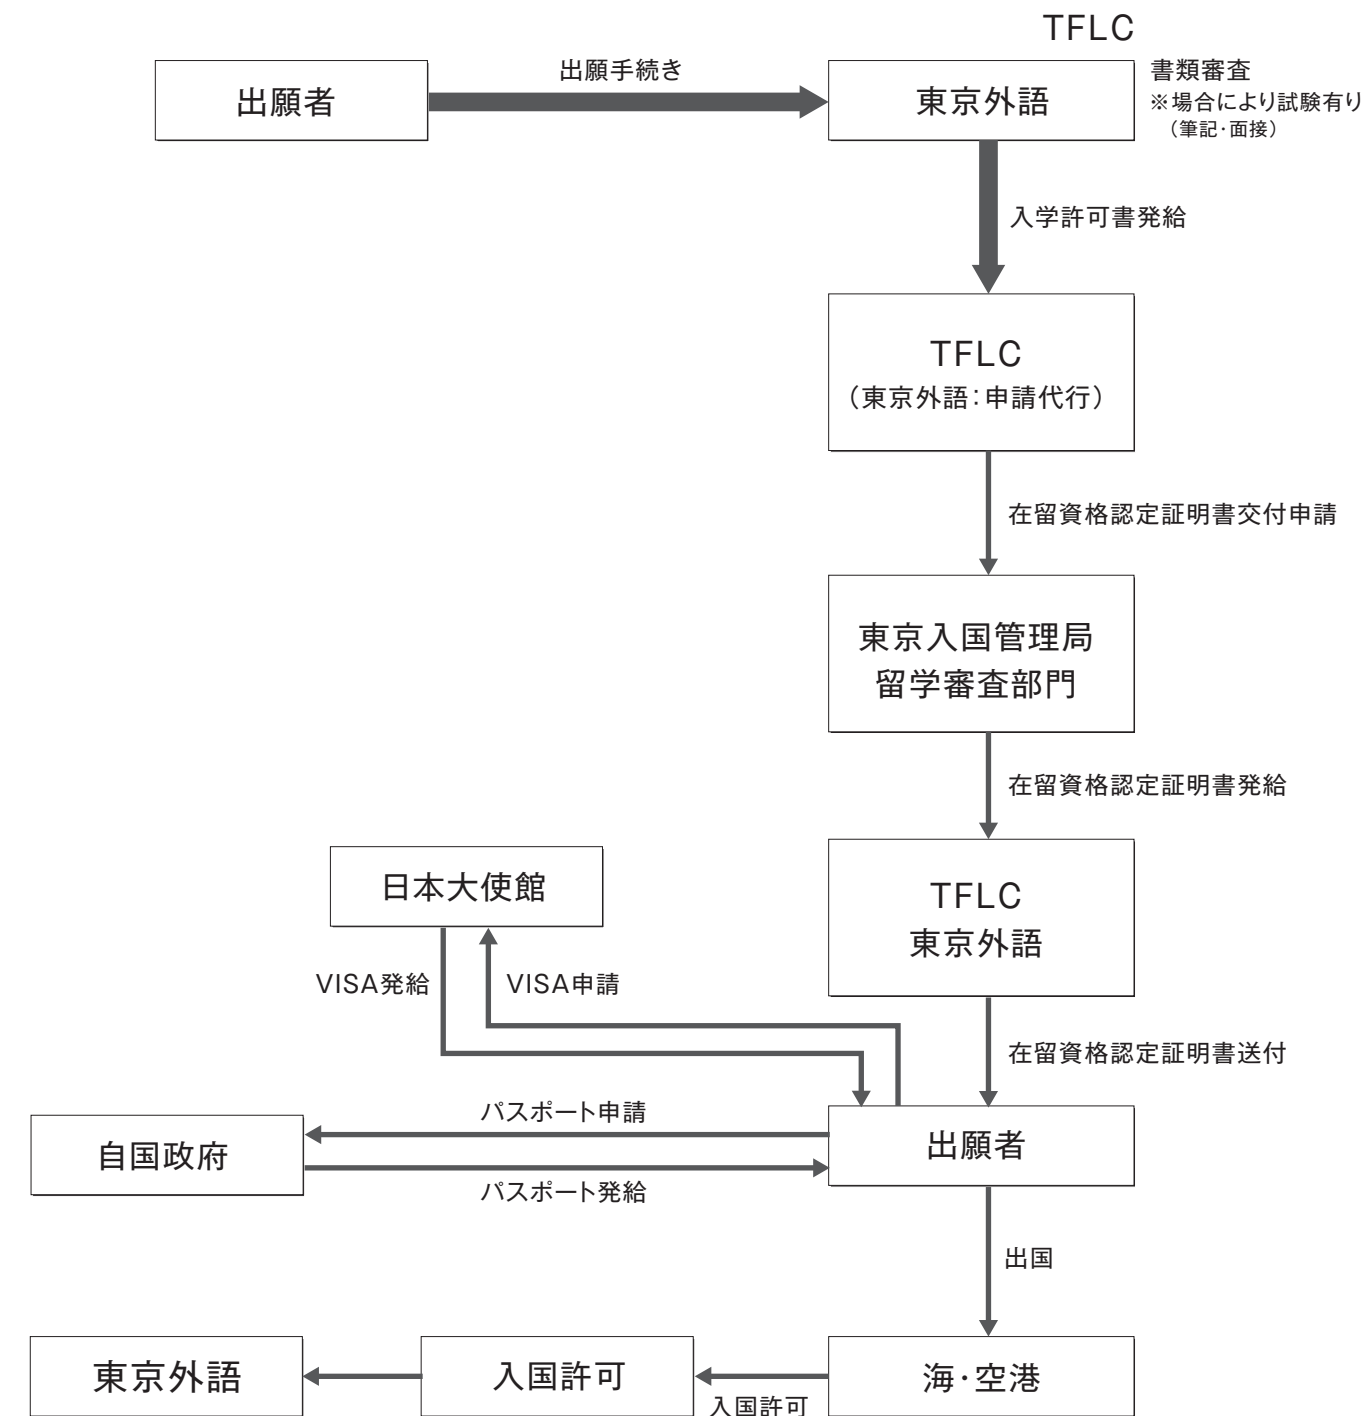 TFLC
出願者
出願手続き
東京外語
書類審査
※場合により試験有り
（筆記・面接）
入学許可書発給
TFLC
（東京外語：申請代行）
在留資格認定証明書交付申請
東京入国管理局
留学審査部門
在留資格認定証明書発給
日本大使館
TFLC
東京外語
VISA発給
VISA申請
在留資格認定証明書送付
パスポート申請
自国政府
出願者
パスポート発給
出国
東京外語
入国許可
海・空港
入国許可